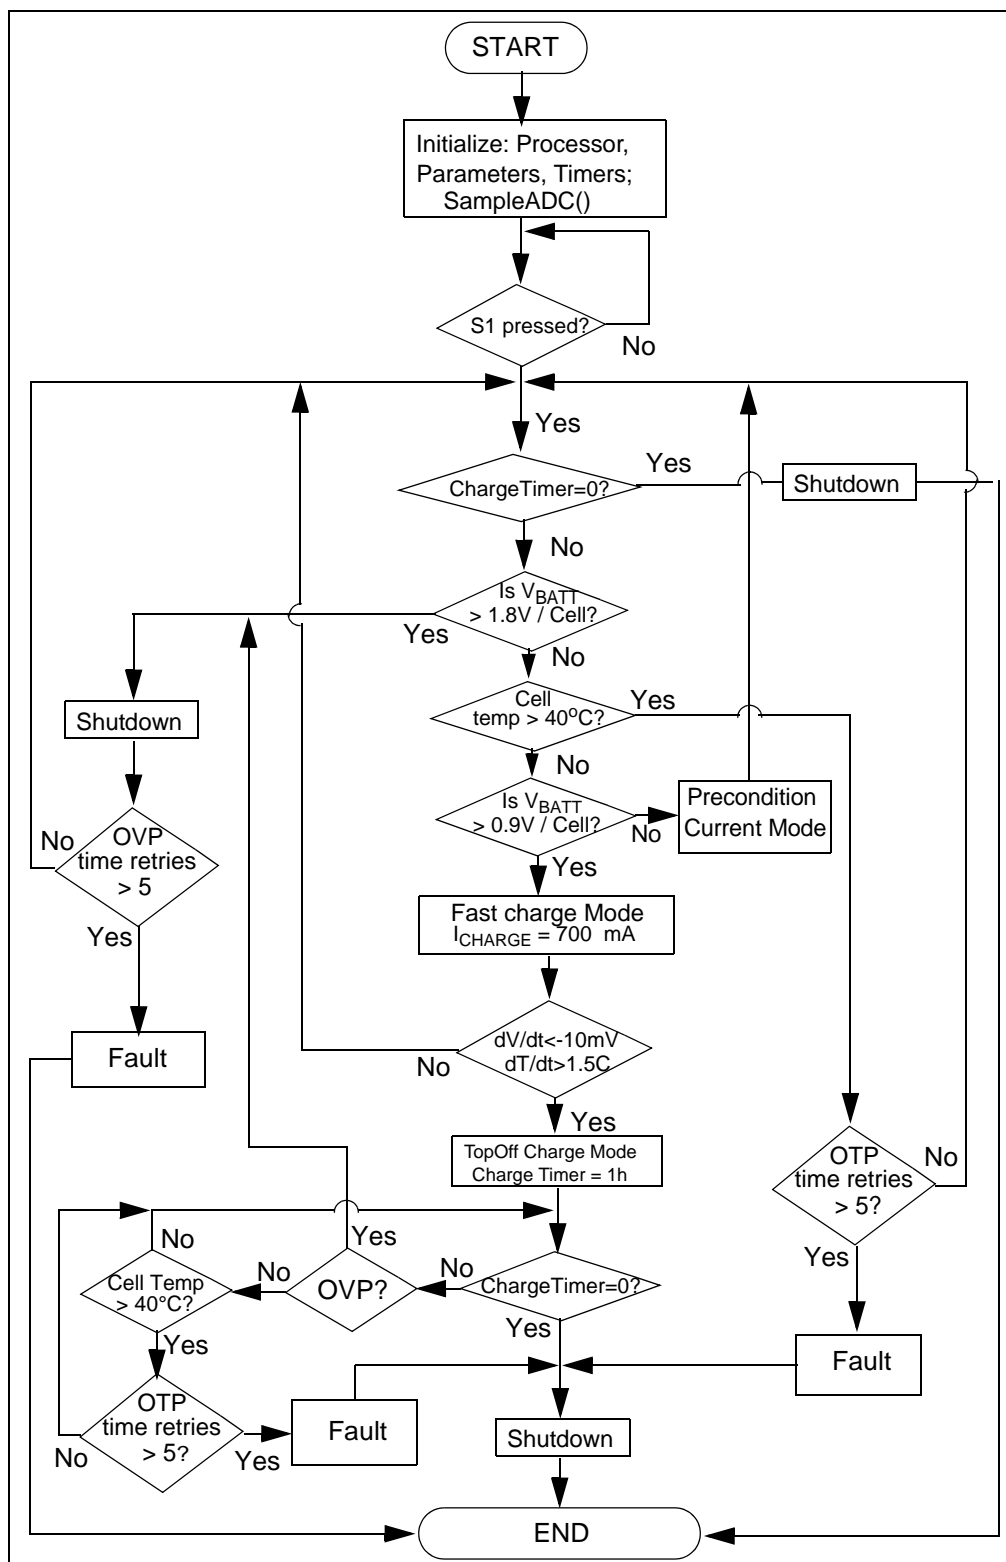 START
Initialize: Processor,
Parameters, Timers;
SampleADC()
S1 pressed?
No
Yes
ChargeTimer=0?
Yes
Shutdown
No
Is VBATT
> 1.8V / Cell?
Yes
No
Shutdown
Cell
temp > 40oC?
Yes
No
Is VBATT
> 0.9V / Cell?
No
Precondition
Current Mode
OVP
time retries
> 5
No
Yes
Yes
Fast charge Mode
ICHARGE = 700 mA
Fault
dV/dt<-10mV
dT/dt>1.5C
No
Yes
TopOff Charge Mode
Charge Timer = 1h
OTP
time retries
> 5?
No
Yes
ChargeTimer=0?
No
Yes
OVP?
Yes
No
Cell Temp
> 40°C?
No
Yes
Fault
OTP
time retries
> 5?
No
Yes
Fault
Shutdown
END